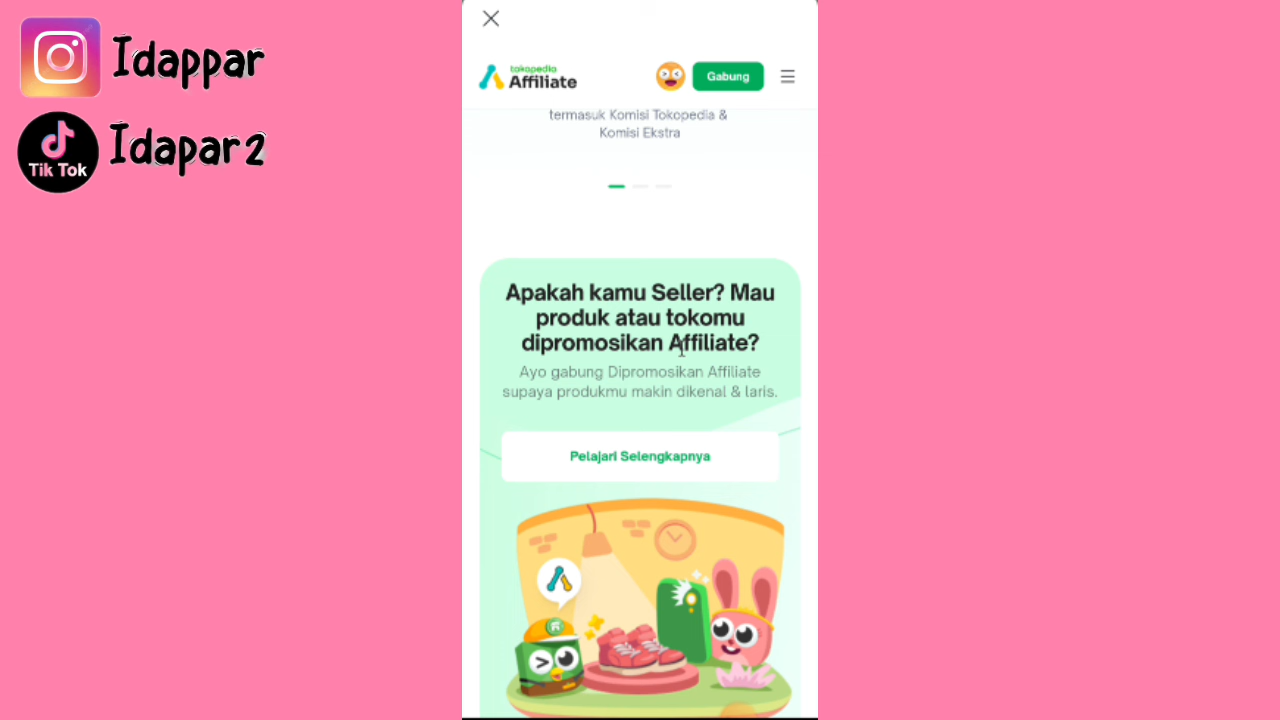 Idappar
Tik Tok
Idapar2
tokopedia
Affiliate
Gabung
termasuk Komisi Tokopedia &
Komisi Ekstra
Apakah kamu Seller? Mau
produk atau tokomu
dipromosikan Affiliate?
Ayo gabung Dipromosikan Affiliate
supaya produkmu makin dikenal & laris.
Pelajari Selengkapnya